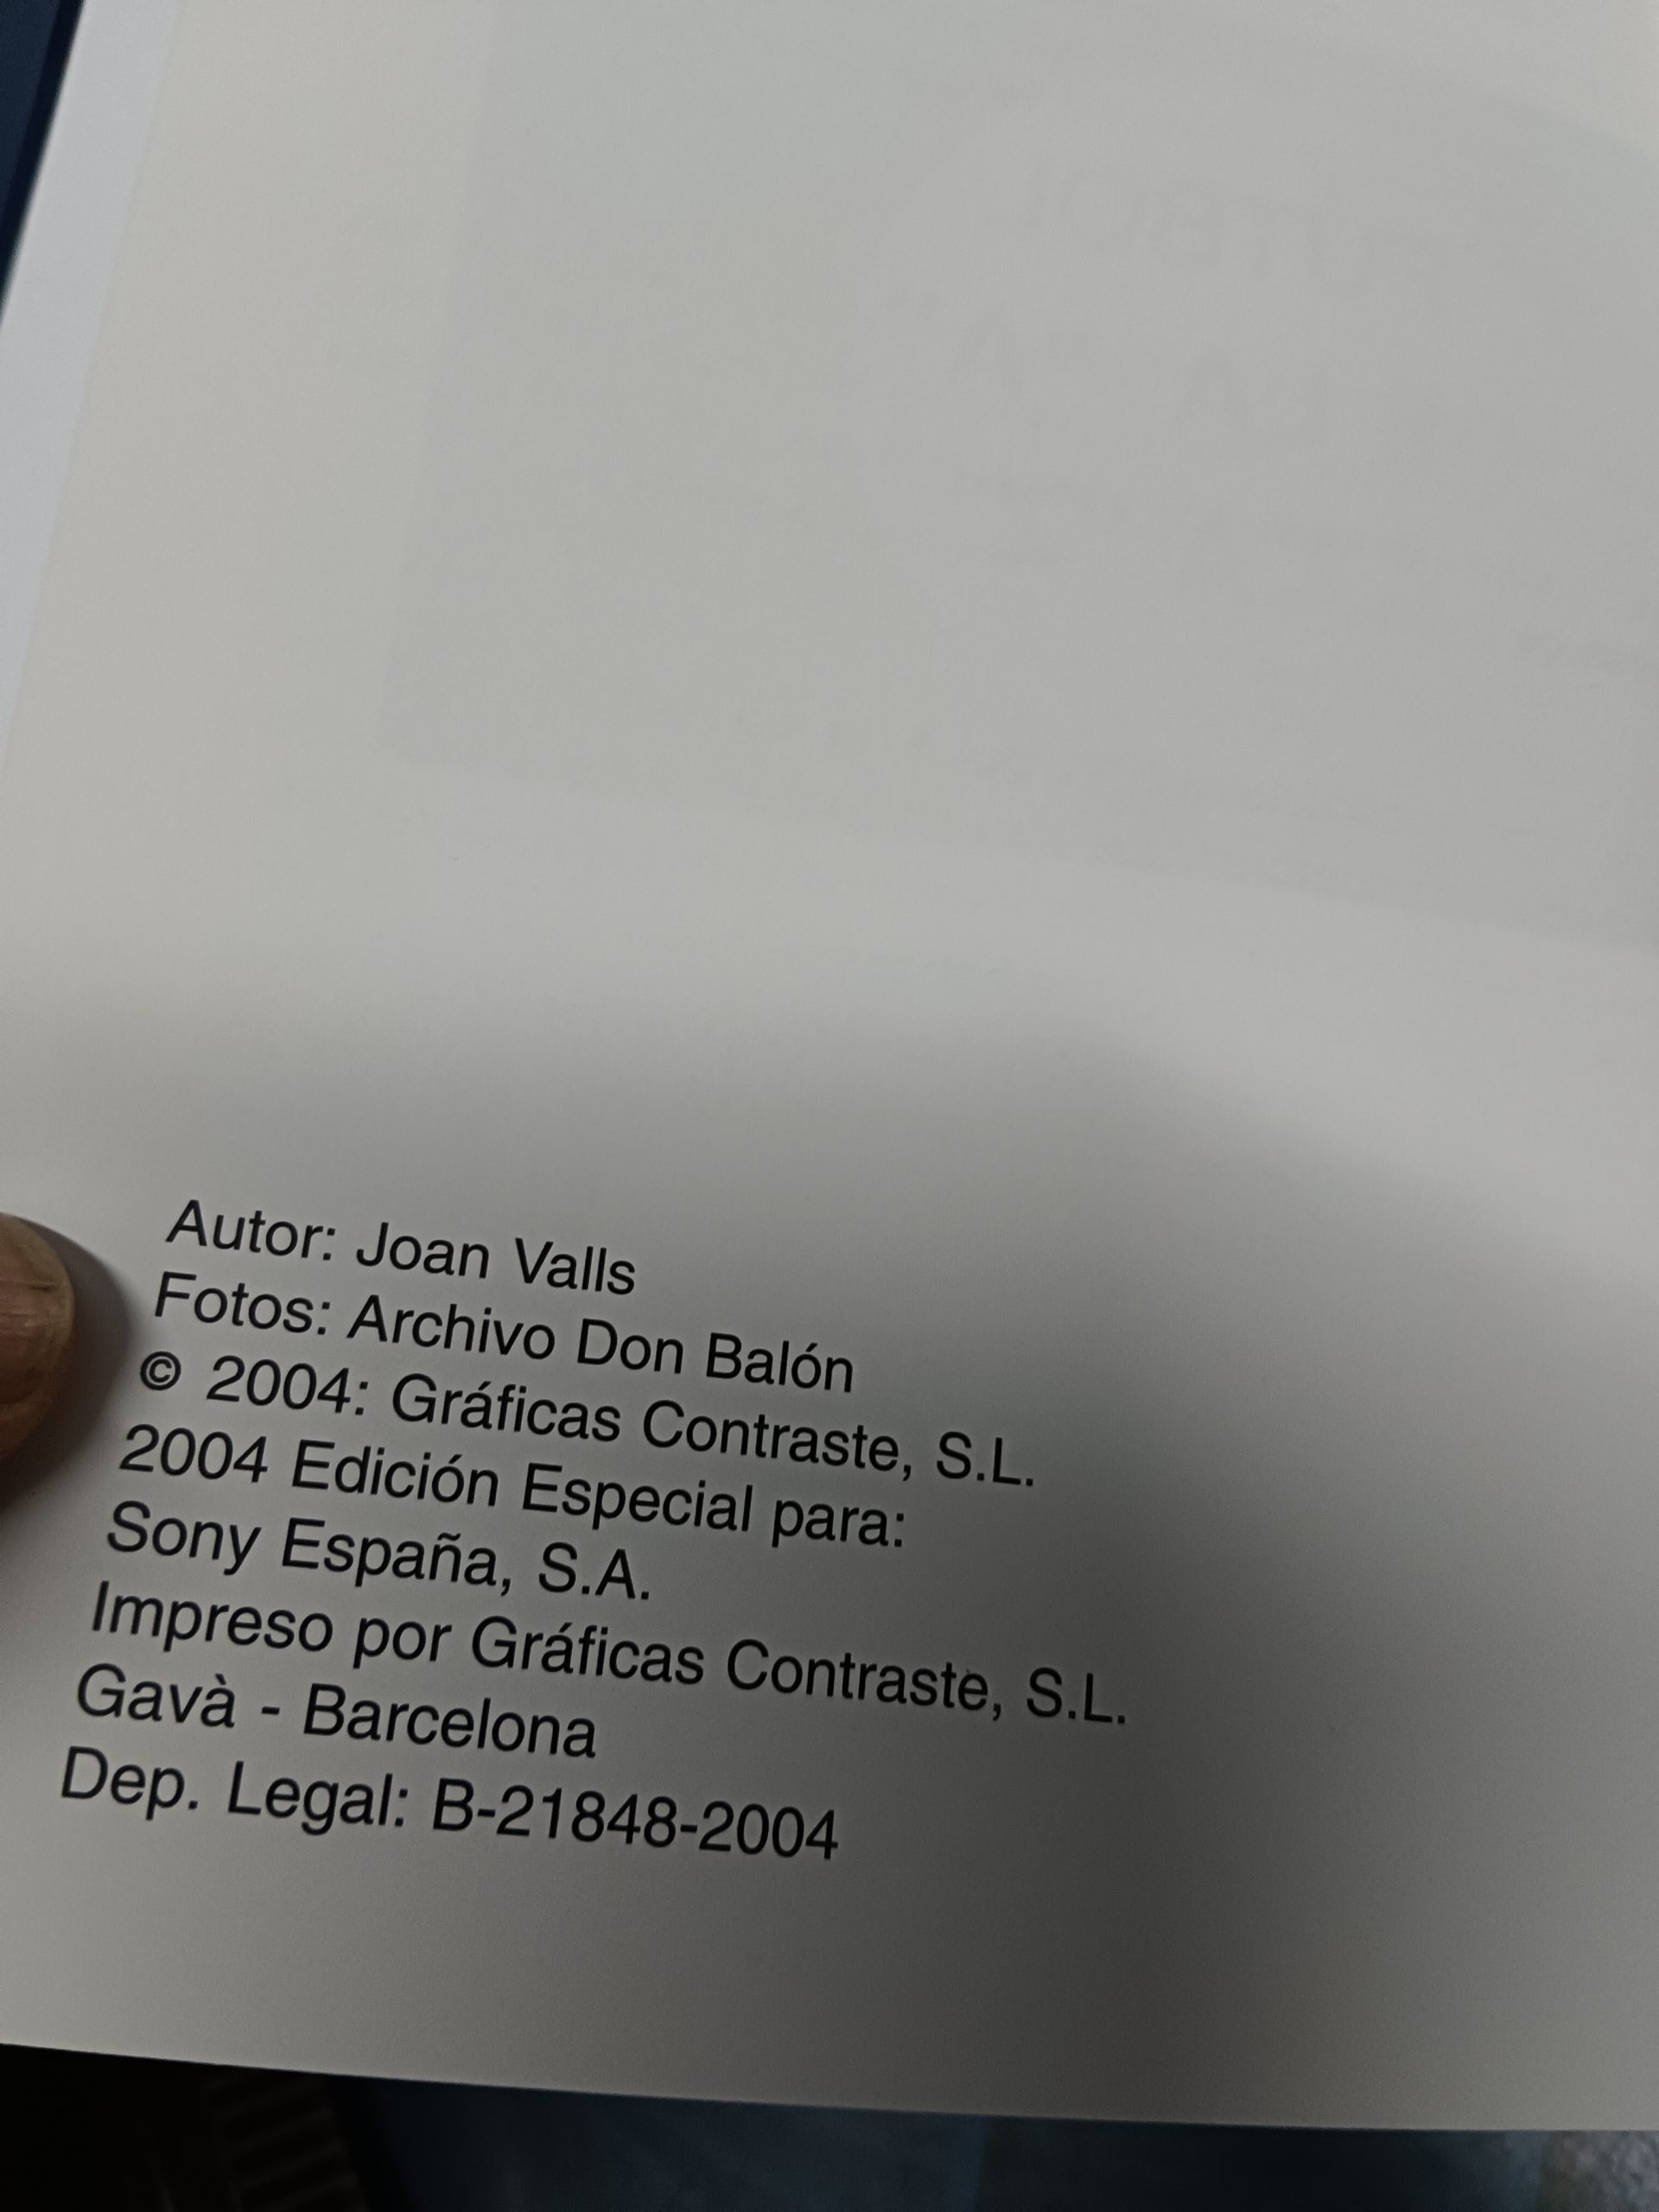 Autor: Joan Valls
Fotos: Archivo Don Balón
© 2004: Gráficas Contraste, S.L.
2004 Edición Especial para:
Sony España, S.A.
Impreso por Gráficas Contraste, S.L.
Gavà - Barcelona
Dep. Legal: B-21848-2004